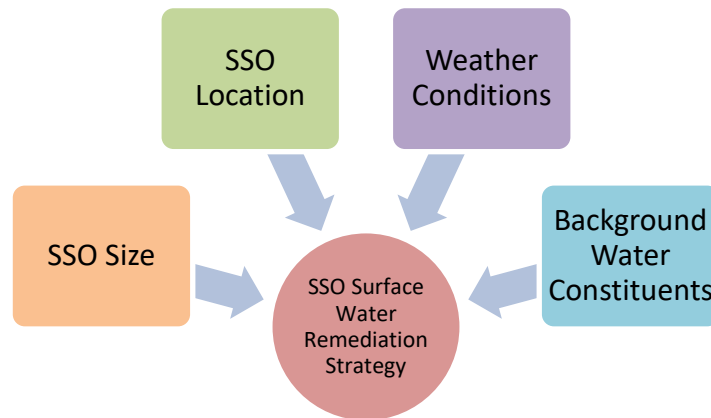 SSO
Location
Weather
Conditions
SSO Size
Background
Water
Constituents
SSO Surface
Water
Remediation
Strategy